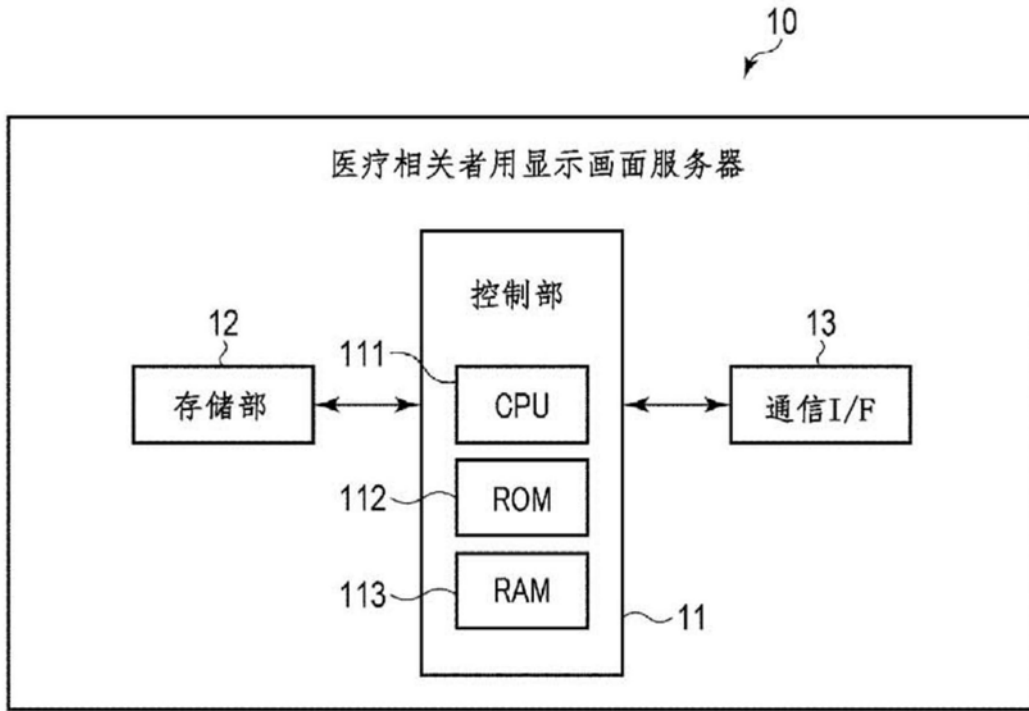 10
医疗相关者用显示画面服务器
控制部
12
111
13
存储部
CPU
通信I/F
112
ROM
113
RAM
11